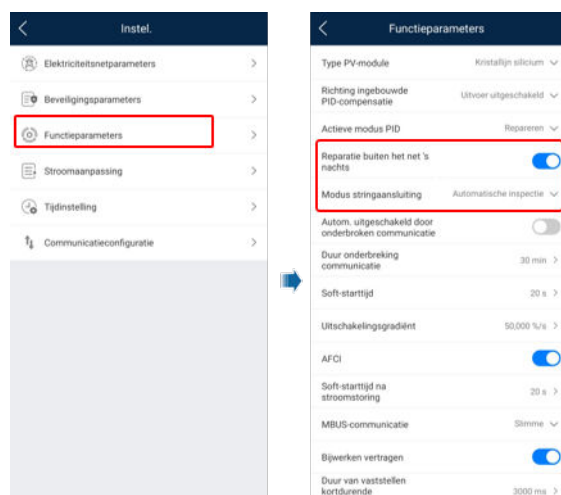 Instel.
Elektriciteitsnetparameters
Beveiligingsparameters
Functieparameters
Stroomaanpassing
Tijdinstelling
Communicatieconfiguratie
Functieparameters
Type PV-module Kristallijn silicium
Richting ingebouwde
PID-compensatie Uitvoer uitgeschakeld
Actieve modus PID Repareren
Reparatie buiten het net 's
nachts
Modus stringaansluiting Automatische inspectie
Autom. uitgeschakeld door
onderbroken communicatie
Duur onderbreking
communicatie 30 min
Soft-starttijd 20 s
Uitschakelingsgradiënt 50,000 %/s
AFCI
Soft-starttijd na
stroomstoring 20 s
MBUS-communicatie Slimme
Bijwerken vertragen
Duur van vaststellen
kortdurende 3000 ms